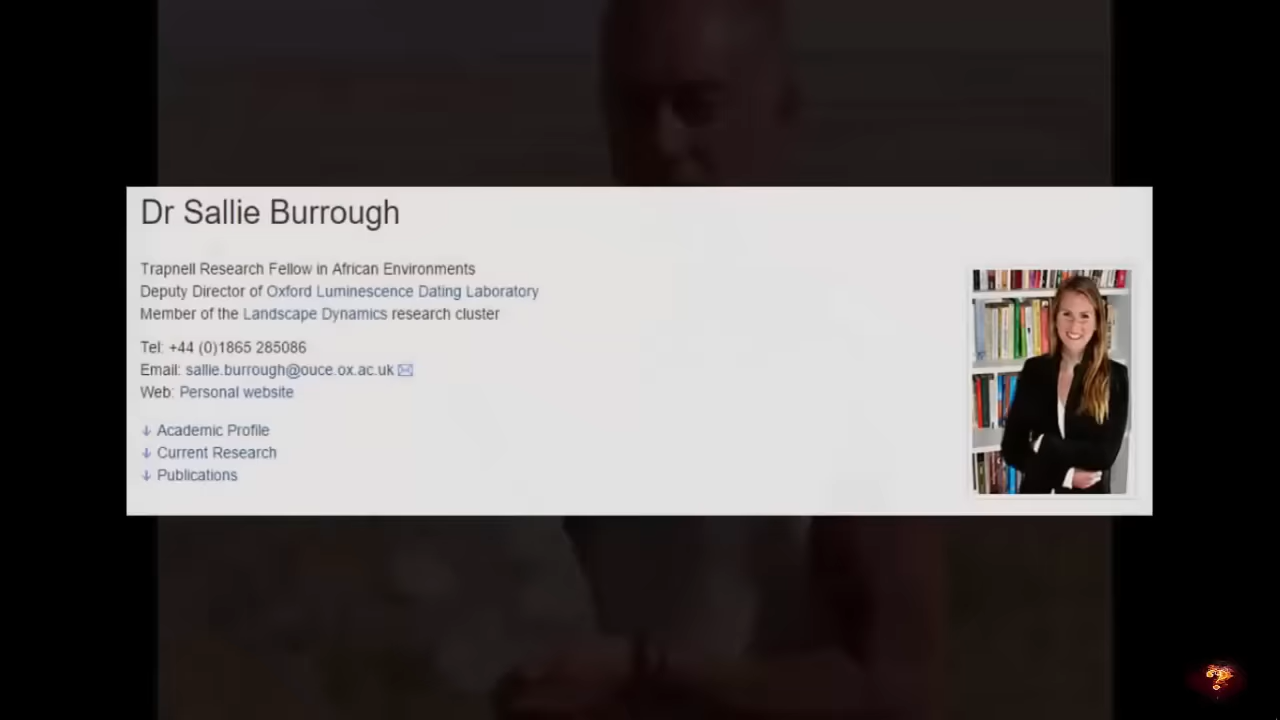 Dr Sallie Burrough
Trapnell Research Fellow in African Environments
Deputy Director of Oxford Luminescence Dating Laboratory
Member of the Landscape Dynamics research cluster
Tel: +44 (0)1865 285086
Email: sallie.burrough@ouce.ox.ac.uk
Web: Personal website
↓ Academic Profile
↓ Current Research
↓ Publications